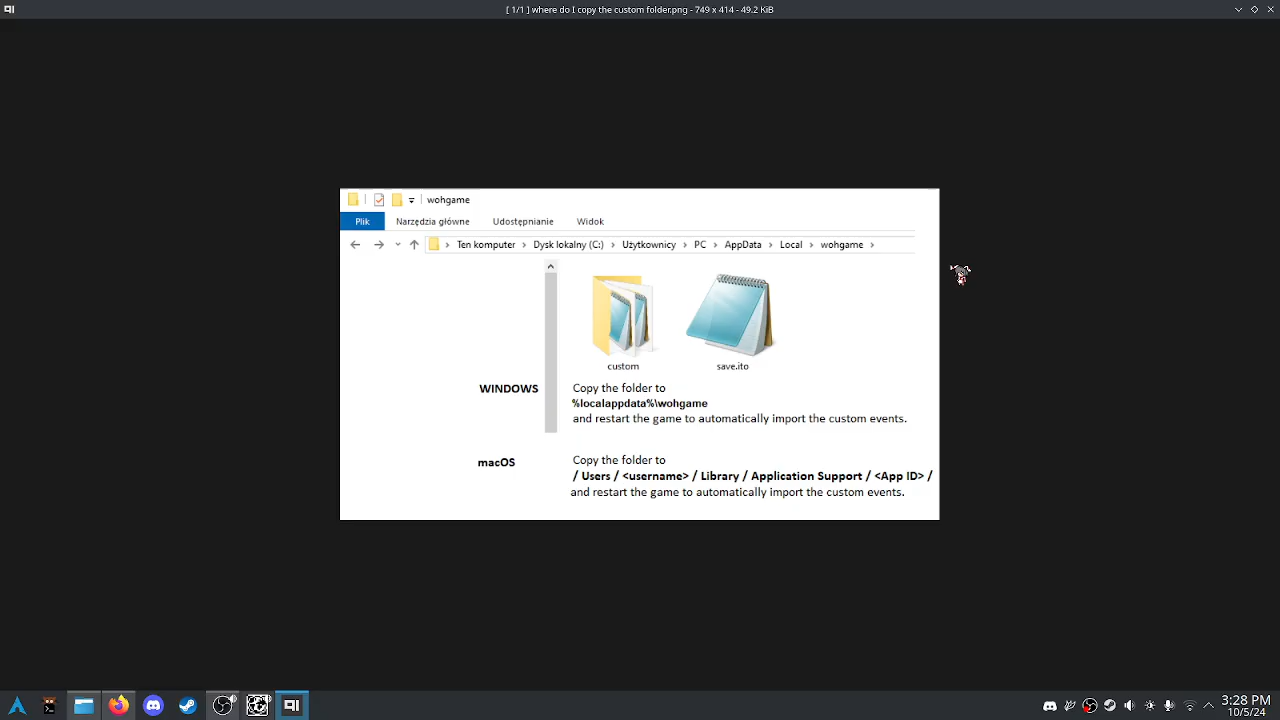 [ 1/1 ] where do I copy the custom folder.png - 749 x 414 - 49.2 KiB
wohgame
Plik Narzędzia główne Udostępnianie Widok
Ten komputer > Dysk lokalny (C:) > Użytkownicy > PC > AppData > Local > wohgame >
custom save.ito
WINDOWS
Copy the folder to
%localappdata%\wohgame
and restart the game to automatically import the custom events.
macOS
Copy the folder to
/ Users / <username> / Library / Application Support / <App ID> /
and restart the game to automatically import the custom events.
3:28 PM
10/5/24